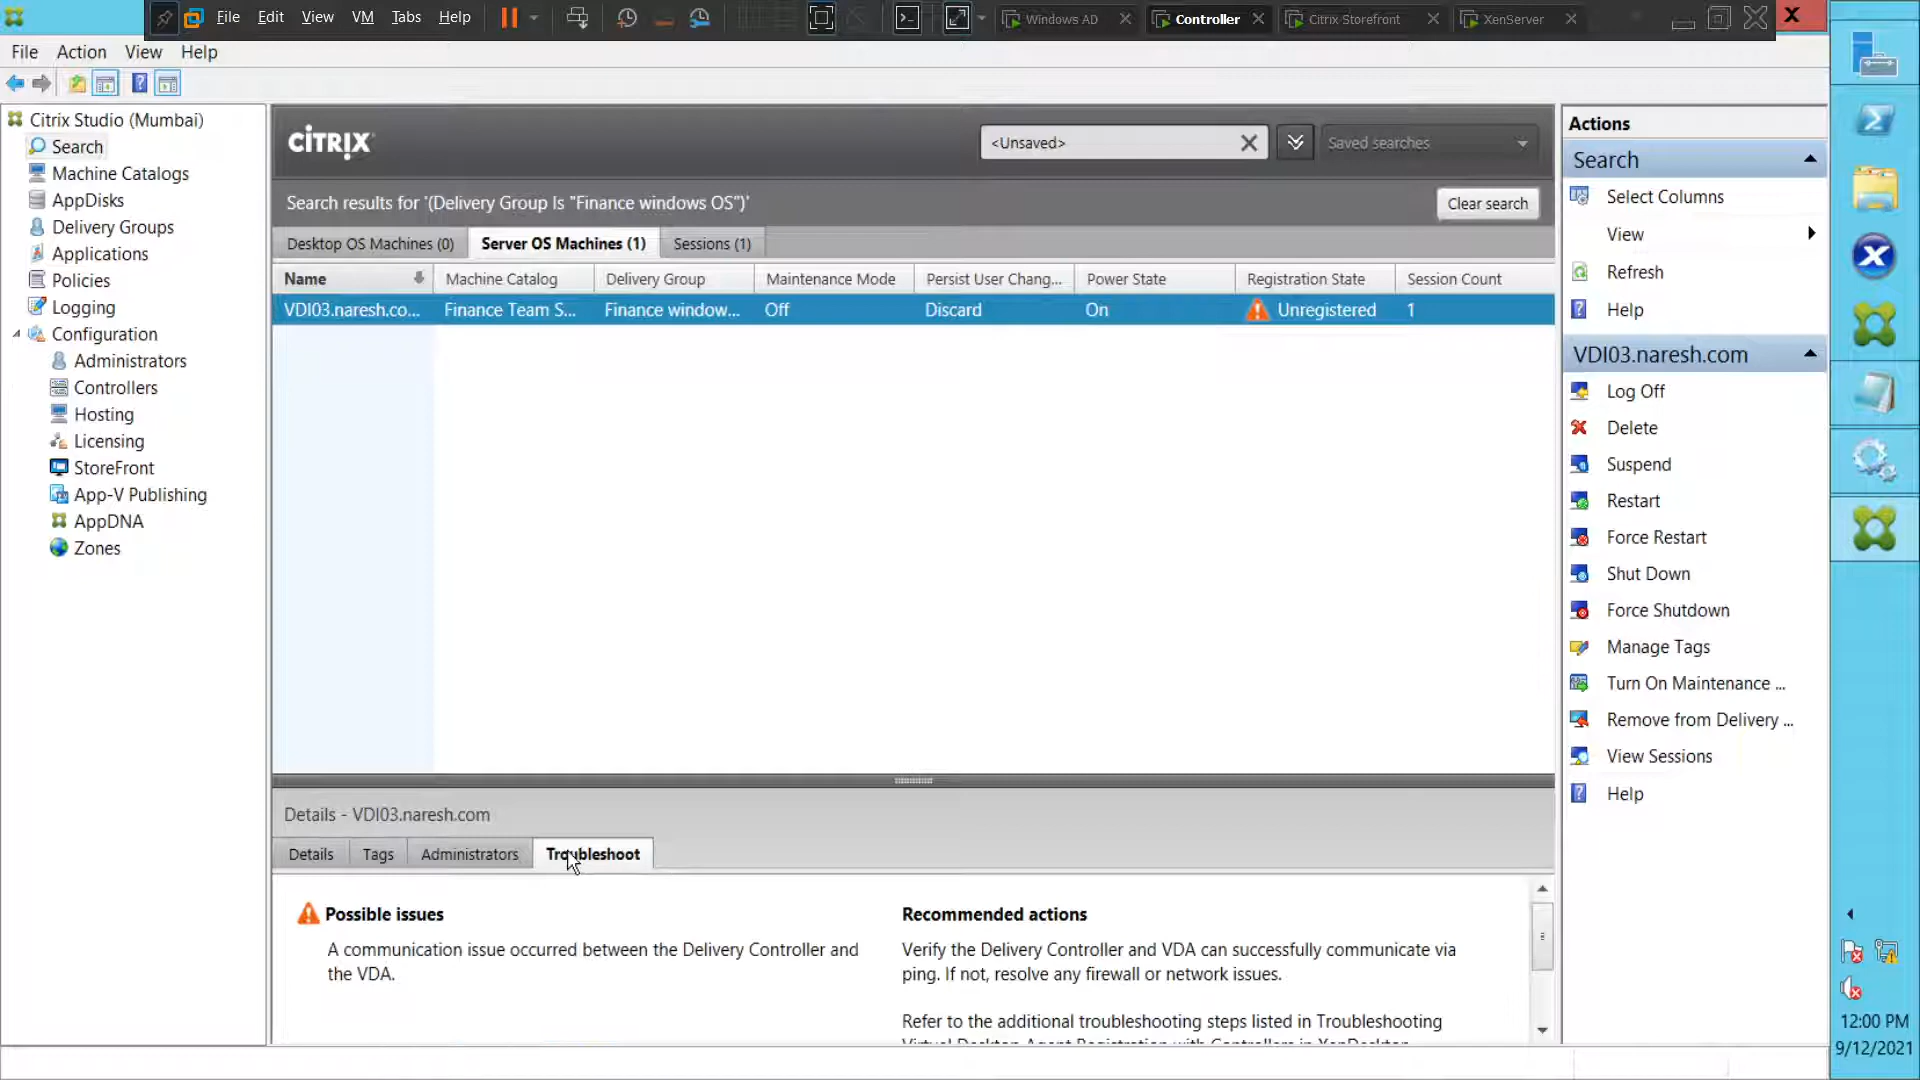 File Edit View VM Tabs Help
Windows AD
Controller
Citrix Storefront
XenServer
File Action View Help
Citrix Studio (Mumbai)
Search
Machine Catalogs
AppDisks
Delivery Groups
Applications
Policies
Logging
Configuration
Administrators
Controllers
Hosting
Licensing
StoreFront
App-V Publishing
AppDNA
Zones
CITRIX
<Unsaved>
Saved searches
Search results for '(Delivery Group Is "Finance windows OS")'
Clear search
Desktop OS Machines (0) Server OS Machines (1) Sessions (1)
Name Machine Catalog Delivery Group Maintenance Mode Persist User Chang... Power State Registration State Session Count
VDI03.naresh.co... Finance Team S... Finance window... Off Discard On Unregistered 1
Details - VDI03.naresh.com
Details Tags Administrators Troubleshoot
Possible issues
A communication issue occurred between the Delivery Controller and
the VDA.
Recommended actions
Verify the Delivery Controller and VDA can successfully communicate via
ping. If not, resolve any firewall or network issues.
Refer to the additional troubleshooting steps listed in Troubleshooting
Virtual Desktop Agent Registration with Controllers in XenDesktop
Actions
Search
Select Columns
View
Refresh
Help
VDI03.naresh.com
Log Off
Delete
Suspend
Restart
Force Restart
Shut Down
Force Shutdown
Manage Tags
Turn On Maintenance ...
Remove from Delivery ...
View Sessions
Help
12:00 PM
9/12/2021